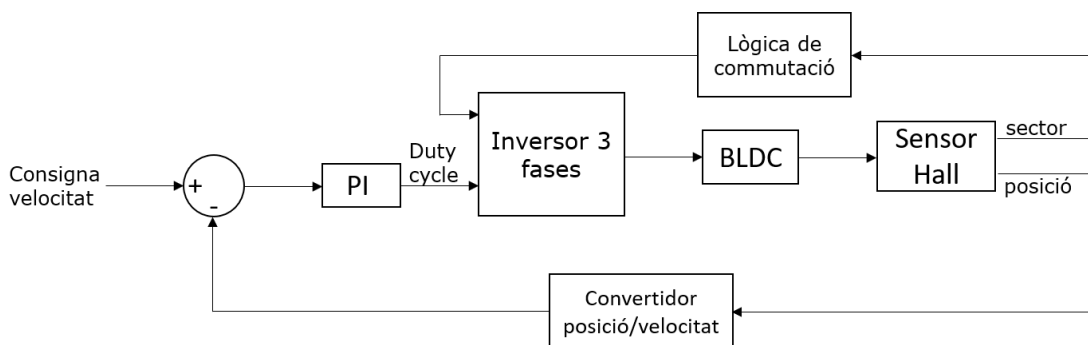 Lògica de
commutació
Inversor 3
fases
BLDC
Sensor
Hall
sector
posició
Duty
cycle
PI
Consigna
velocitat
+
-
Convertidor
posició/velocitat